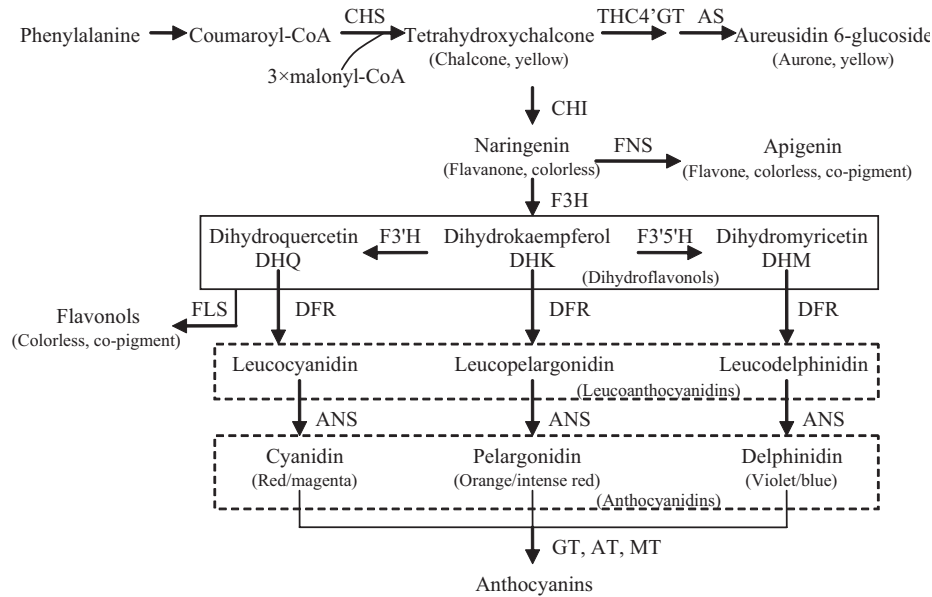 CHS THC4'GT AS
Phenylalanine Coumaroyl-CoA Tetrahydroxychalcone Aureusidin 6-glucoside
(Chalcone, yellow) (Aurone, yellow)
3×malonyl-CoA
CHI
Naringenin FNS Apigenin
(Flavanone, colorless) (Flavone, colorless, co-pigment)
F3H
Dihydroquercetin F3'H Dihydrokaempferol F3'5'H Dihydromyricetin
DHQ DHK DHM
(Dihydroflavonols)
FLS DFR DFR DFR
Flavonols
(Colorless, co-pigment)
Leucocyanidin Leucopelargonidin Leucodelphinidin
(Leucoanthocyanidins)
ANS ANS ANS
Cyanidin Pelargonidin Delphinidin
(Red/magenta) (Orange/intense red) (Violet/blue)
(Anthocyanidins)
GT, AT, MT
Anthocyanins